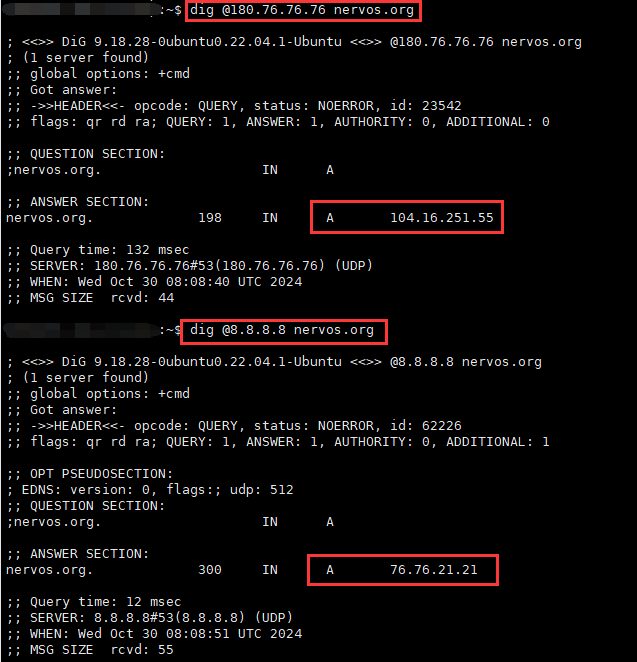 :~$ dig @180.76.76.76 nervos.org
; <<>> DiG 9.18.28-0ubuntu0.22.04.1-Ubuntu <<>> @180.76.76.76 nervos.org
; (1 server found)
;; global options: +cmd
;; Got answer:
;; ->>HEADER<<- opcode: QUERY, status: NOERROR, id: 23542
;; flags: qr rd ra; QUERY: 1, ANSWER: 1, AUTHORITY: 0, ADDITIONAL: 0
;; QUESTION SECTION:
;nervos.org. IN A
;; ANSWER SECTION:
nervos.org. 198 IN A 104.16.251.55
;; Query time: 132 msec
;; SERVER: 180.76.76.76#53(180.76.76.76) (UDP)
;; WHEN: Wed Oct 30 08:08:40 UTC 2024
;; MSG SIZE rcvd: 44
:~$ dig @8.8.8.8 nervos.org
; <<>> DiG 9.18.28-0ubuntu0.22.04.1-Ubuntu <<>> @8.8.8.8 nervos.org
; (1 server found)
;; global options: +cmd
;; Got answer:
;; ->>HEADER<<- opcode: QUERY, status: NOERROR, id: 62226
;; flags: qr rd ra; QUERY: 1, ANSWER: 1, AUTHORITY: 0, ADDITIONAL: 1
;; OPT PSEUDOSECTION:
; EDNS: version: 0, flags:; udp: 512
;; QUESTION SECTION:
;nervos.org. IN A
;; ANSWER SECTION:
nervos.org. 300 IN A 76.76.21.21
;; Query time: 12 msec
;; SERVER: 8.8.8.8#53(8.8.8.8) (UDP)
;; WHEN: Wed Oct 30 08:08:51 UTC 2024
;; MSG SIZE rcvd: 55